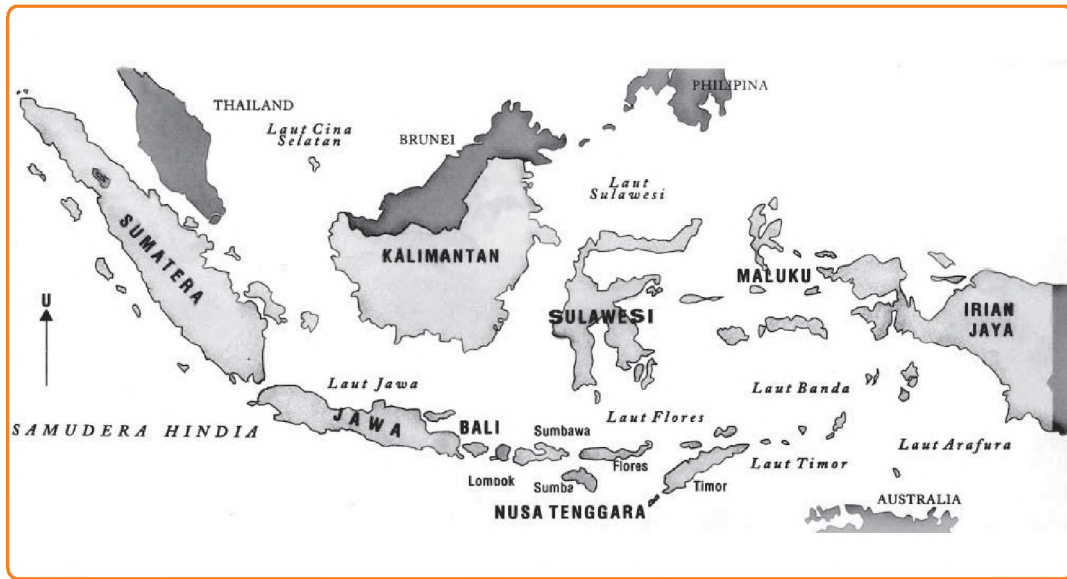 PHILIPINA
THAILAND
Laut Cina
Selatan
BRUNEI
Laut
Sulawesi
SUMATERA
KALIMANTAN
MALUKU
U
SULAWESI
IRIAN
JAYA
Laut Jawa
Laut Banda
JAWA
BALI
Laut Flores
SAMUDERA HINDIA
Sumbawa
Laut Arafura
Flores
Laut Timor
Lombok
Sumba
Timor
NUSA TENGGARA
AUSTRALIA